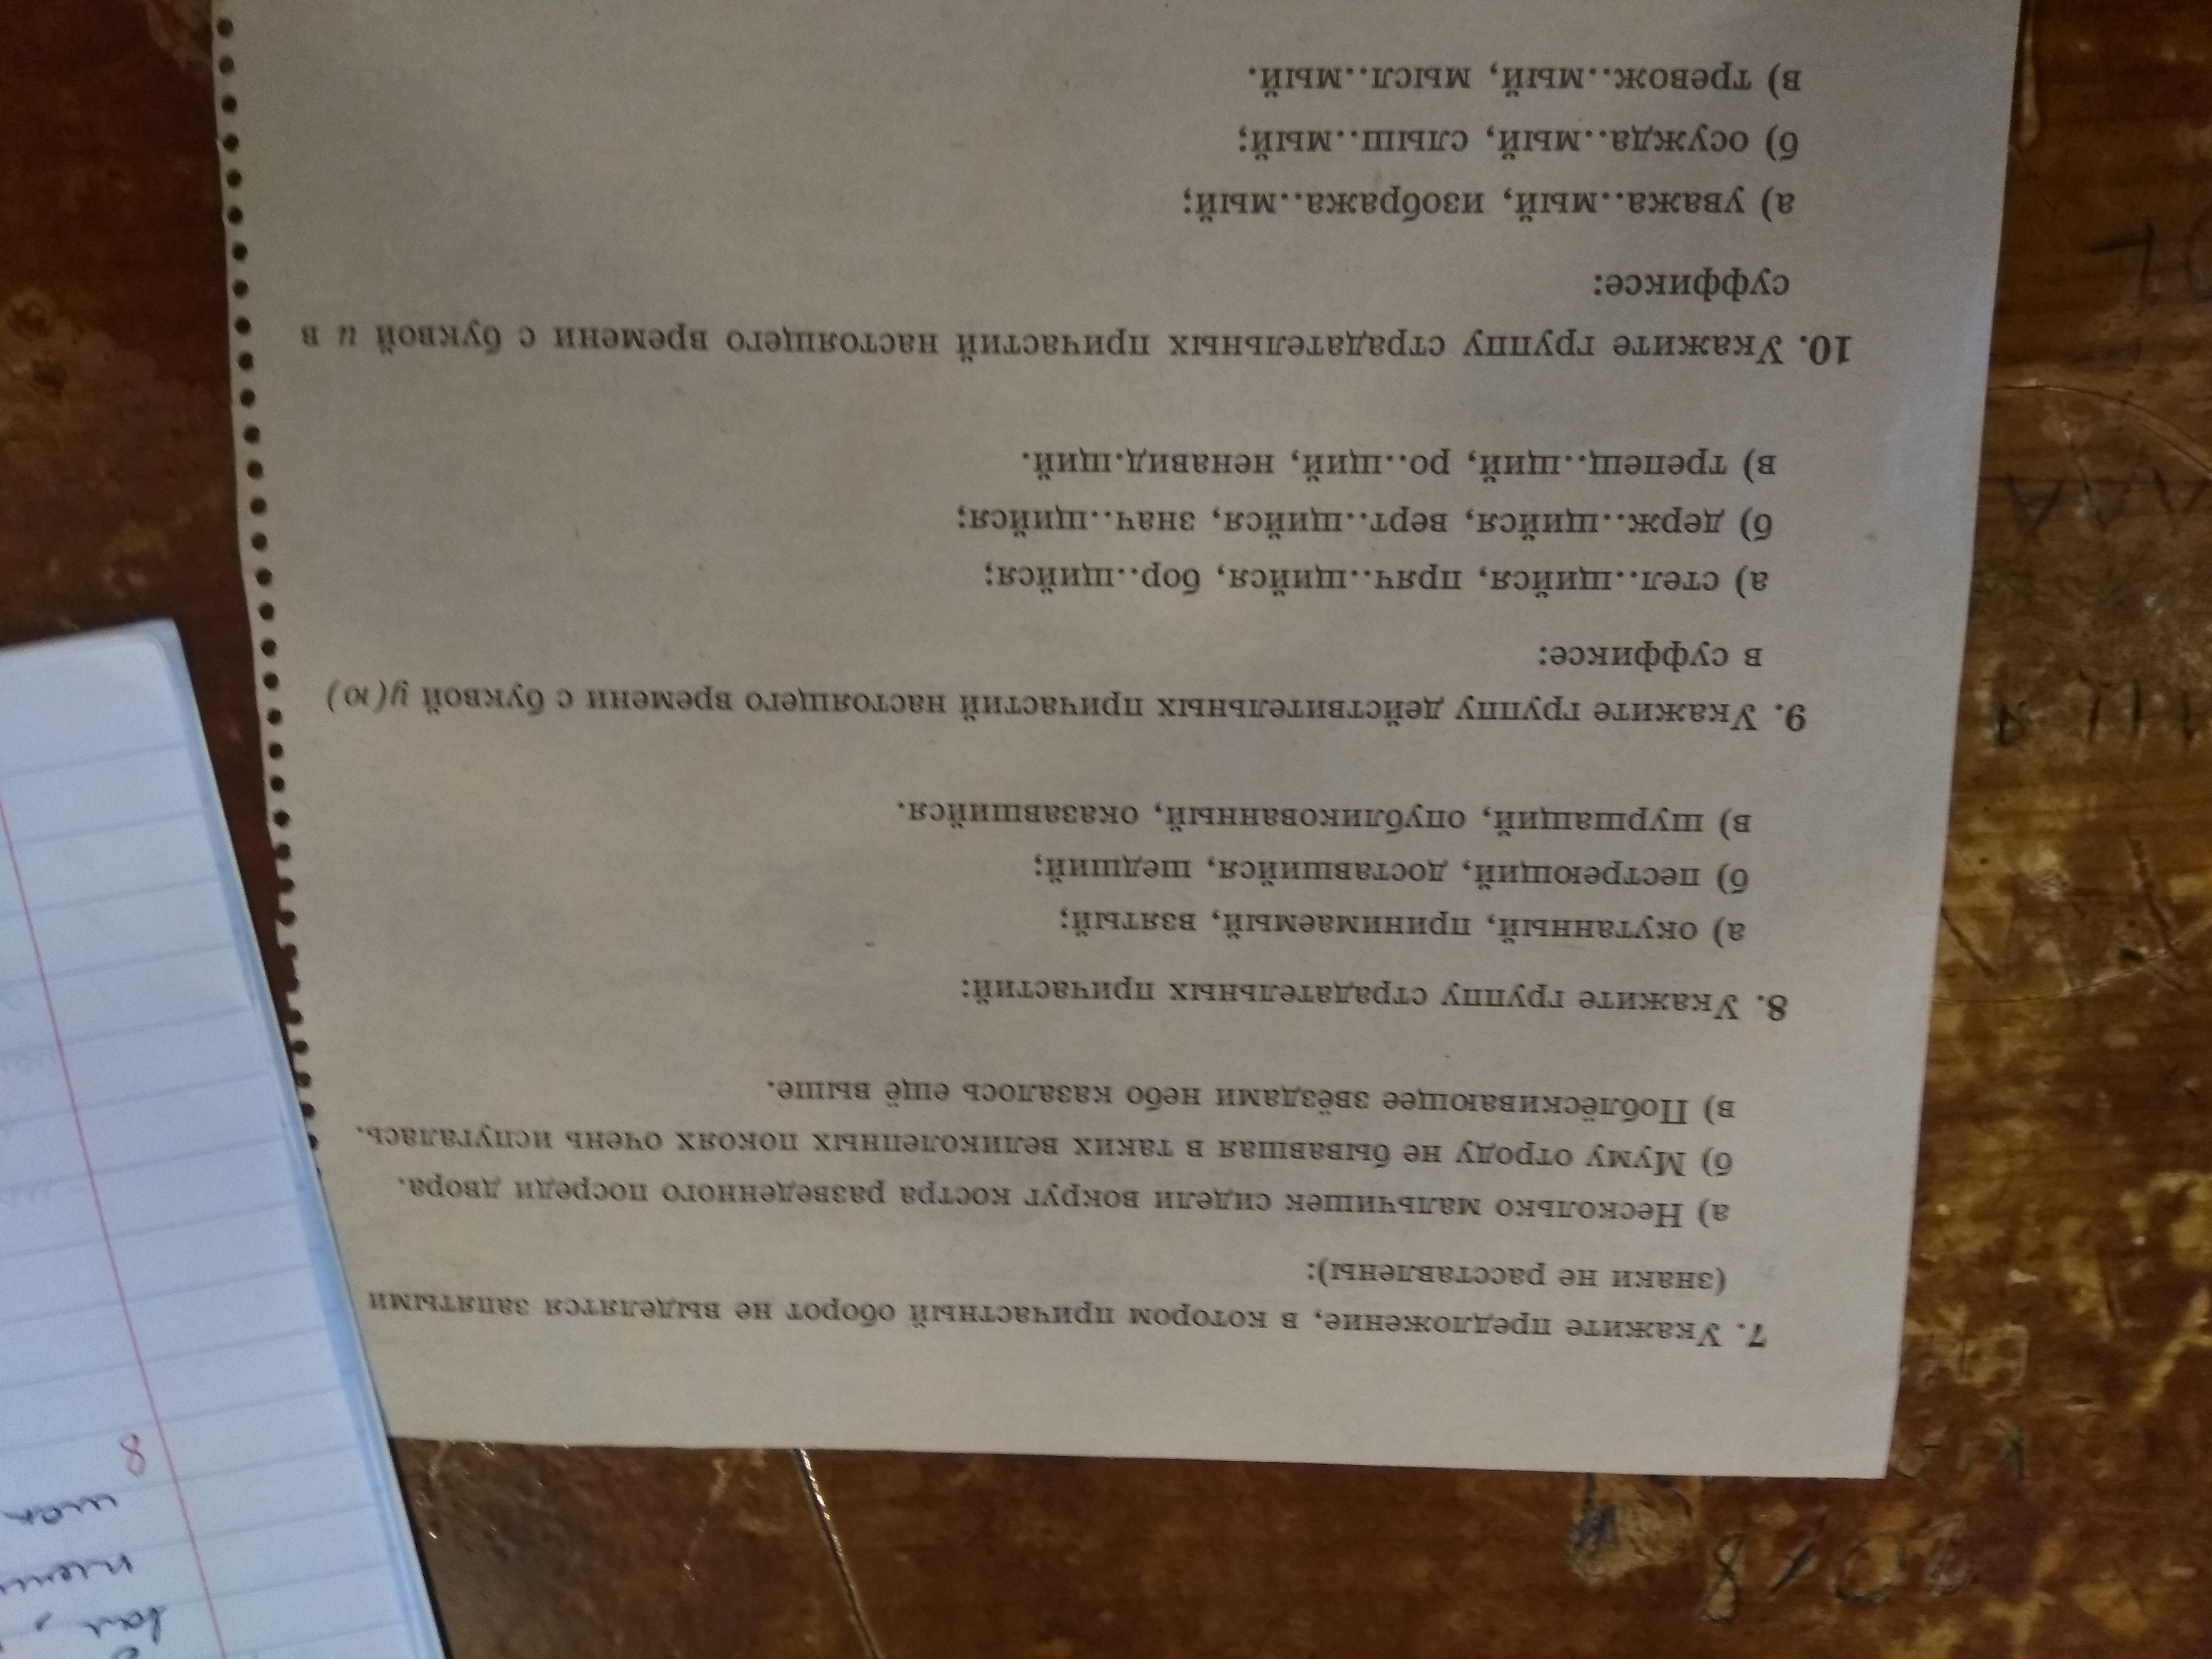 7. Укажите предложение, в котором причастный оборот не выделятся запятыми
(знаки не расставлены):
а) Несколько мальчишек сидели вокруг костра разведенного посреди двора.
б) Муму отроду не бывавшая в таких великолепных покоях очень испугалась.
в) Поблёскивающее звёздами небо казалось ещё выше.
8. Укажите группу страдательных причастий:
а) окутанный, принимаемый, взятый;
б) пестреющий, доставшийся, шедший;
в) шуршащий, опубликованный, оказавшийся.
9. Укажите группу действительных причастий настоящего времени с буквой у(ю)
в суффиксе:
а) стел..щийся, пряч..щийся, бор..щийся;
б) держ..щийся, верт..щийся, знач..щийся;
в) трепещ..щий, ро..щий, ненавид.щий.
10. Укажите группу страдательных причастий настоящего времени с буквой и в
суффиксе:
а) уважа..мый, изобража..мый;
б) осужда..мый, слыш..мый;
в) тревож..мый, мысл..мый.
8
2018